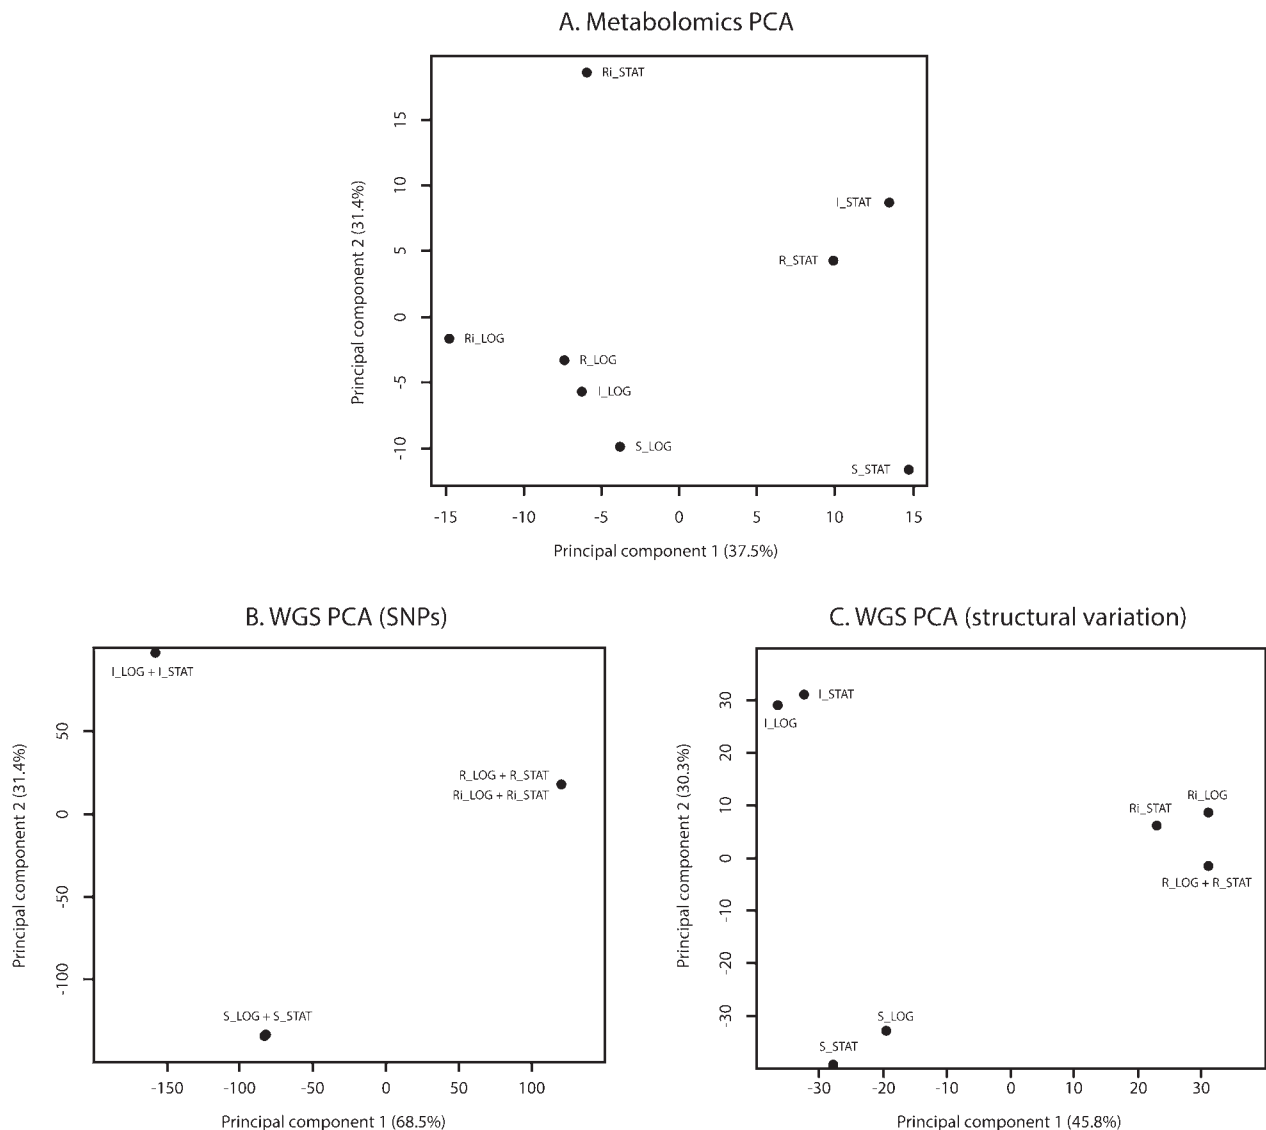 A. Metabolomics PCA
Ri_STAT
15
10
I_STAT
5
R_STAT
0
Ri_LOG
R_LOG
-5
I_LOG
-10
S_LOG
S_STAT
Principal component 2 (31.4%)
-15 -10 -5 0 5 10 15
Principal component 1 (37.5%)
B. WGS PCA (SNPs)
I_LOG + I_STAT
50
R_LOG + R_STAT
Ri_LOG + Ri_STAT
0
-50
-100
S_LOG + S_STAT
Principal component 2 (31.4%)
-150 -100 -50 0 50 100
Principal component 1 (68.5%)
C. WGS PCA (structural variation)
30
I_STAT
I_LOG
20
10
Ri_LOG
Ri_STAT
0
R_LOG + R_STAT
-10
-20
-30
S_LOG
S_STAT
Principal component 2 (30.3%)
-30 -20 -10 0 10 20 30
Principal component 1 (45.8%)